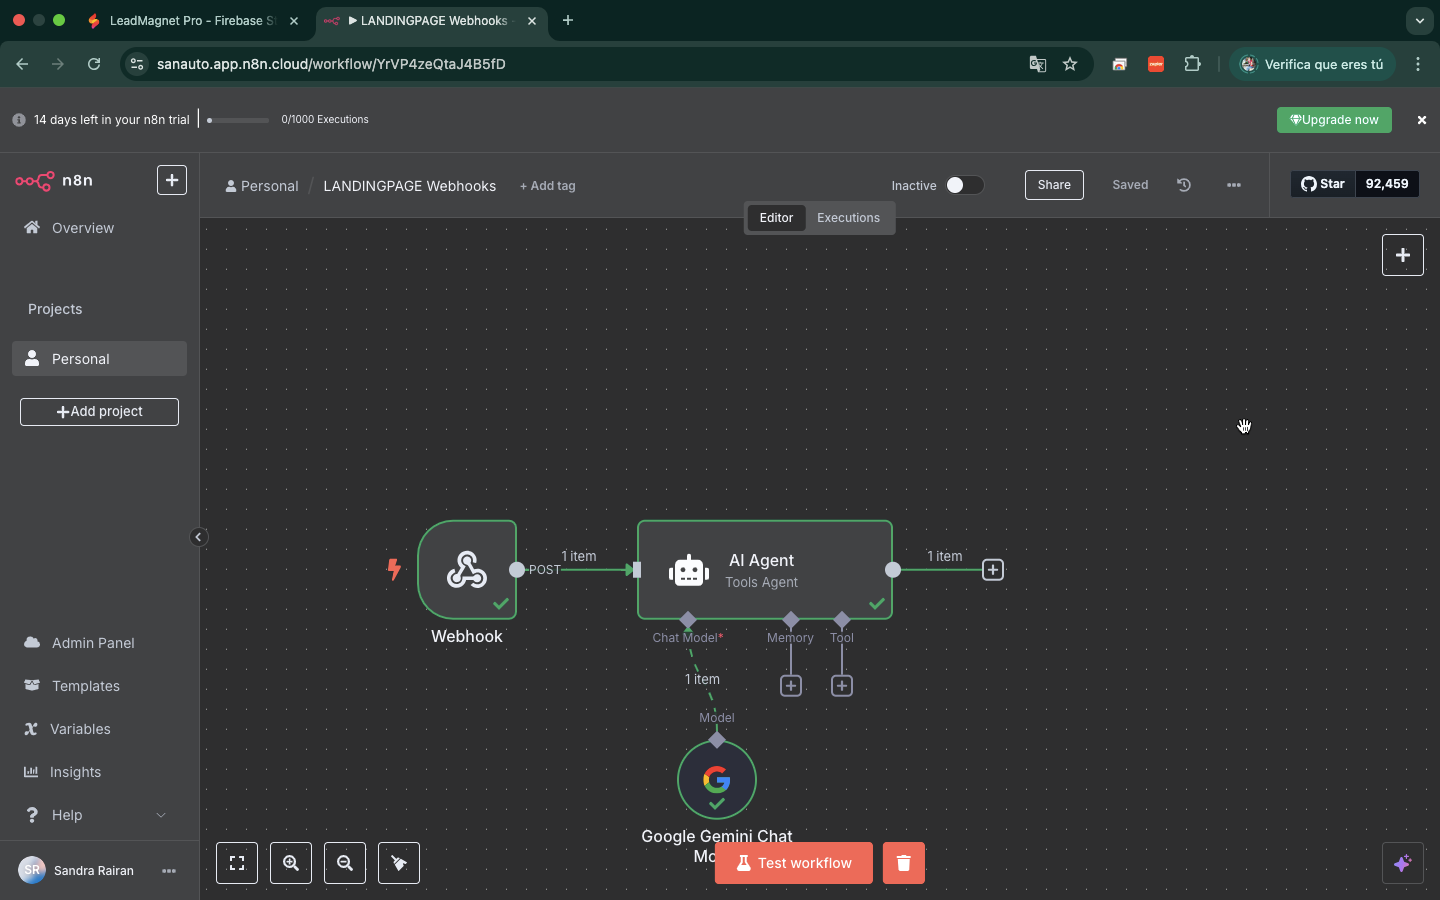 LeadMagnet Pro - Firebase S
LANDINGPAGE Webhooks
sanauto.app.n8n.cloud/workflow/YrVP4zeQtaJ4B5fD
Verifica que eres tú
14 days left in your n8n trial
0/1000 Executions
Upgrade now
n8n
Personal / LANDINGPAGE Webhooks
+ Add tag
Inactive
Share
Saved
Star
92,459
Editor
Executions
Overview
Projects
Personal
Add project
POST
1 item
AI Agent
Tools Agent
1 item
Webhook
Chat Model*
Memory
Tool
1 item
Model
Google Gemini Chat
Test workflow
Admin Panel
Templates
Variables
Insights
Help
SR
Sandra Rairan